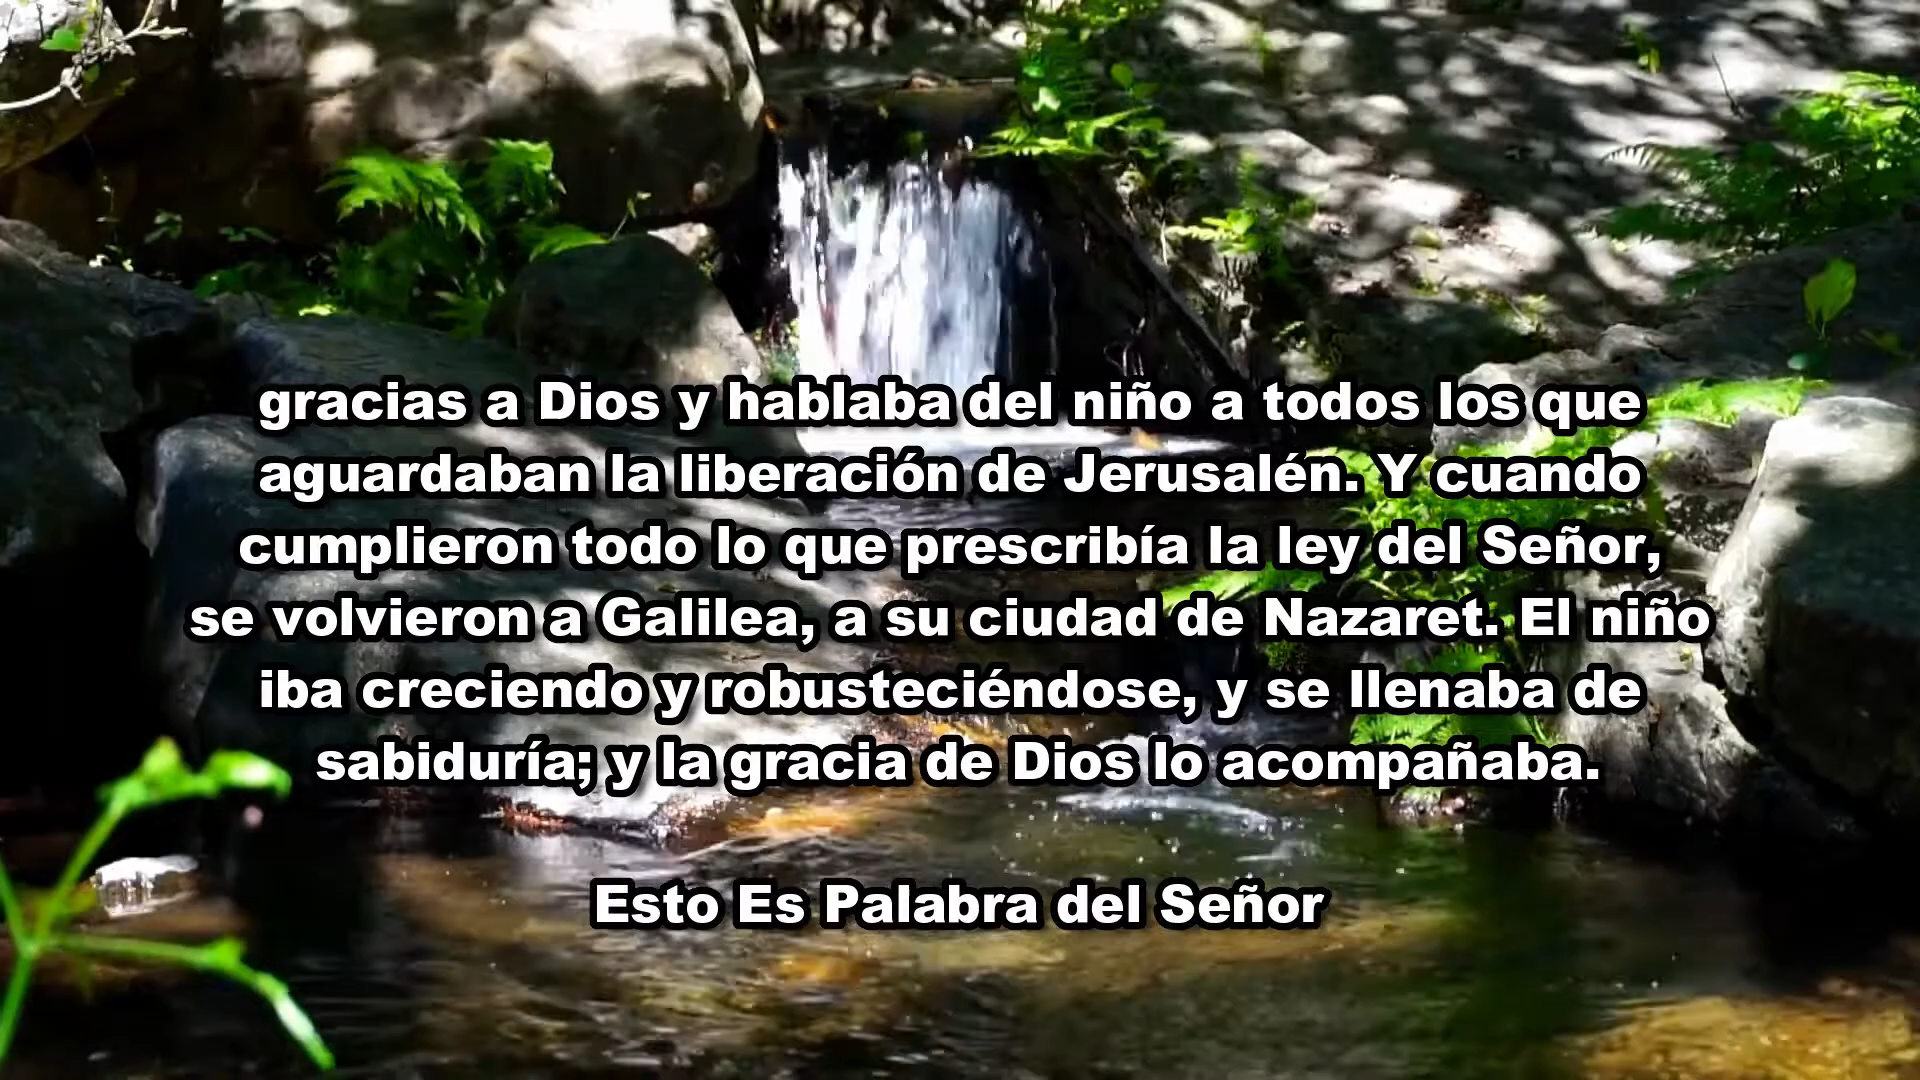 gracias a Dios y hablaba del niño a todos los que
aguardaban la liberación de Jerusalén. Y cuando
cumplieron todo lo que prescribía la ley del Señor,
se volvieron a Galilea, a su ciudad de Nazaret. El niño
iba creciendo y robusteciéndose, y se llenaba de
sabiduría; y la gracia de Dios lo acompañaba.
Esto Es Palabra del Señor